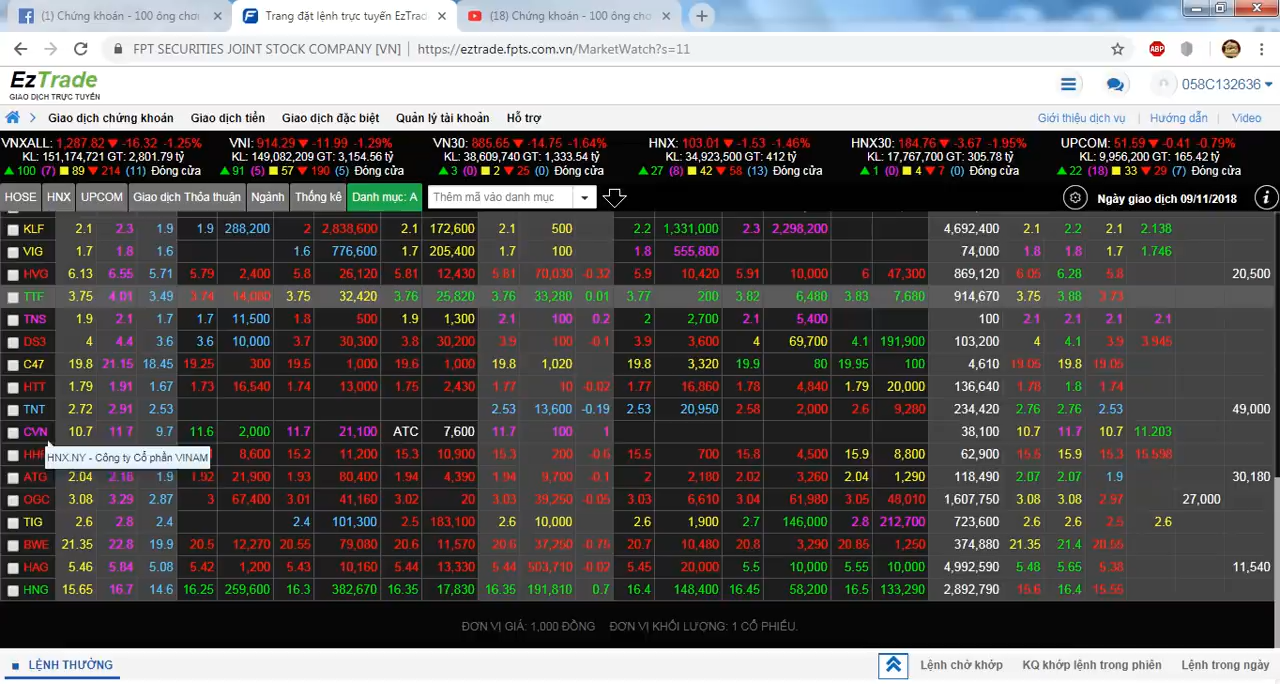 (1) Chứng khoán - 100 ông chơi
Trang đặt lệnh trực tuyến EzTrad
(18) Chứng khoán - 100 ông chơ
FPT SECURITIES JOINT STOCK COMPANY [VN] | https://eztrade.fpts.com.vn/MarketWatch?s=11
ABP
EzTrade
GIAO DỊCH TRỰC TUYẾN
058C132636
Giao dịch chứng khoán Giao dịch tiền Giao dịch đặc biệt Quản lý tài khoản Hỗ trợ
Giới thiệu dịch vụ | Hướng dẫn | Video
VNXALL: 1,287.82 ▼ -16.32 -1.25% VNI: 914.29 ▼ -11.99 -1.29% VN30: 885.65 ▼ -14.75 -1.64% HNX: 103.01 ▼ -1.53 -1.46% HNX30: 184.76 ▼ -3.67 -1.95% UPCOM: 51.59 ▼ -0.41 -0.79%
KL: 151,174,721 GT: 2,801.79 tỷ KL: 149,082,209 GT: 3,154.56 tỷ KL: 38,609,740 GT: 1,333.54 tỷ KL: 34,923,500 GT: 412 tỷ KL: 17,767,700 GT: 305.78 tỷ KL: 9,956,200 GT: 165.42 tỷ
▲ 100 (7) ■ 89 ▼ 214 (11) Đóng cửa ▲ 91 (5) ■ 57 ▼ 190 (5) Đóng cửa ▲ 3 (0) ■ 2 ▼ 25 (0) Đóng cửa ▲ 27 (8) ■ 42 ▼ 58 (13) Đóng cửa ▲ 1 (0) ■ 4 ▼ 7 (0) Đóng cửa ▲ 22 (18) ■ 33 ▼ 29 (7) Đóng cửa
HOSE HNX UPCOM Giao dịch Thỏa thuận Ngành Thống kê Danh mục: A Thêm mã vào danh mục Ngày giao dịch 09/11/2018
KLF 2.1 2.3 1.9 1.9 288,200 2 2,838,600 2.1 172,600 2.1 500 2.2 1,331,000 2.3 2,298,200 4,692,400 2.1 2.2 2.1 2.138
VIG 1.7 1.8 1.6 1.6 776,600 1.7 205,400 1.7 100 1.8 555,800 74,000 1.8 1.8 1.7 1.746
HVG 6.13 6.55 5.71 5.79 2,400 5.8 26,120 5.81 12,430 5.81 70,030 -0.32 5.9 10,420 5.91 10,000 6 47,300 869,120 6.05 6.28 5.8 20,500
TTF 3.75 4.01 3.49 3.74 14,080 3.75 32,420 3.76 25,820 3.76 33,280 0.01 3.77 200 3.82 6,480 3.83 7,680 914,670 3.75 3.88 3.73
TNS 1.9 2.1 1.7 1.7 11,500 1.8 500 1.9 1,300 2.1 100 0.2 2 2,700 2.1 5,400 100 2.1 2.1 2.1 2.1
DS3 4 4.4 3.6 3.6 10,000 3.7 30,300 3.8 30,200 3.9 100 -0.1 3.9 3,600 4 69,700 4.1 191,900 103,200 4 4.1 3.9 3.945
C47 19.8 21.15 18.45 19.25 300 19.5 1,000 19.6 1,000 19.8 1,020 19.8 3,320 19.9 80 19.95 100 4,610 19.05 19.8 19.05
HTT 1.79 1.91 1.67 1.73 16,540 1.74 13,000 1.75 2,430 1.77 10 -0.02 1.77 16,860 1.78 4,840 1.79 20,000 136,640 1.78 1.8 1.74
TNT 2.72 2.91 2.53 2.53 13,600 -0.19 2.53 20,950 2.58 2,000 2.6 9,280 234,420 2.76 2.76 2.53 49,000
CVN 10.7 11.7 9.7 11.6 2,000 11.7 21,100 ATC 7,600 11.7 100 1 38,100 10.7 11.7 10.7 11.203
HNX.NY - Công ty Cổ phần VINAM
8,600 15.2 11,200 15.3 10,900 15.3 200 -0.6 15.5 700 15.8 4,500 15.9 8,800 62,900 15.5 15.9 15.3 15.598
ATG 2.04 2.18 1.9 1.92 21,900 1.93 80,400 1.94 4,390 1.94 9,700 -0.1 2 2,180 2.02 3,260 2.04 1,290 118,490 2.07 2.07 1.9 30,180
OGC 3.08 3.29 2.87 3 67,400 3.01 41,160 3.02 20 3.03 39,250 -0.05 3.03 6,610 3.04 61,980 3.05 48,010 1,607,750 3.08 3.08 2.97 27,000
TIG 2.6 2.8 2.4 2.4 101,300 2.5 183,100 2.6 10,000 2.6 1,900 2.7 146,000 2.8 212,700 723,600 2.6 2.6 2.5 2.6
BWE 21.35 22.8 19.9 20.5 12,270 20.55 79,080 20.6 11,570 20.6 37,250 -0.75 20.7 10,480 20.8 3,290 20.85 1,250 374,880 21.35 21.4 20.55
HAG 5.46 5.84 5.08 5.42 1,200 5.43 10,160 5.44 13,330 5.44 503,710 -0.02 5.45 20,000 5.5 10,000 5.55 10,000 4,992,590 5.48 5.65 5.38 11,540
HNG 15.65 16.7 14.6 16.25 259,600 16.3 382,670 16.35 17,830 16.35 191,810 0.7 16.4 148,400 16.45 58,200 16.5 133,290 2,892,790 15.6 16.4 15.55
ĐƠN VỊ GIÁ: 1,000 ĐỒNG ĐƠN VỊ KHỐI LƯỢNG: 1 CỔ PHIẾU.
LỆNH THƯỜNG Lệnh chờ khớp KQ khớp lệnh trong phiên Lệnh trong ngày